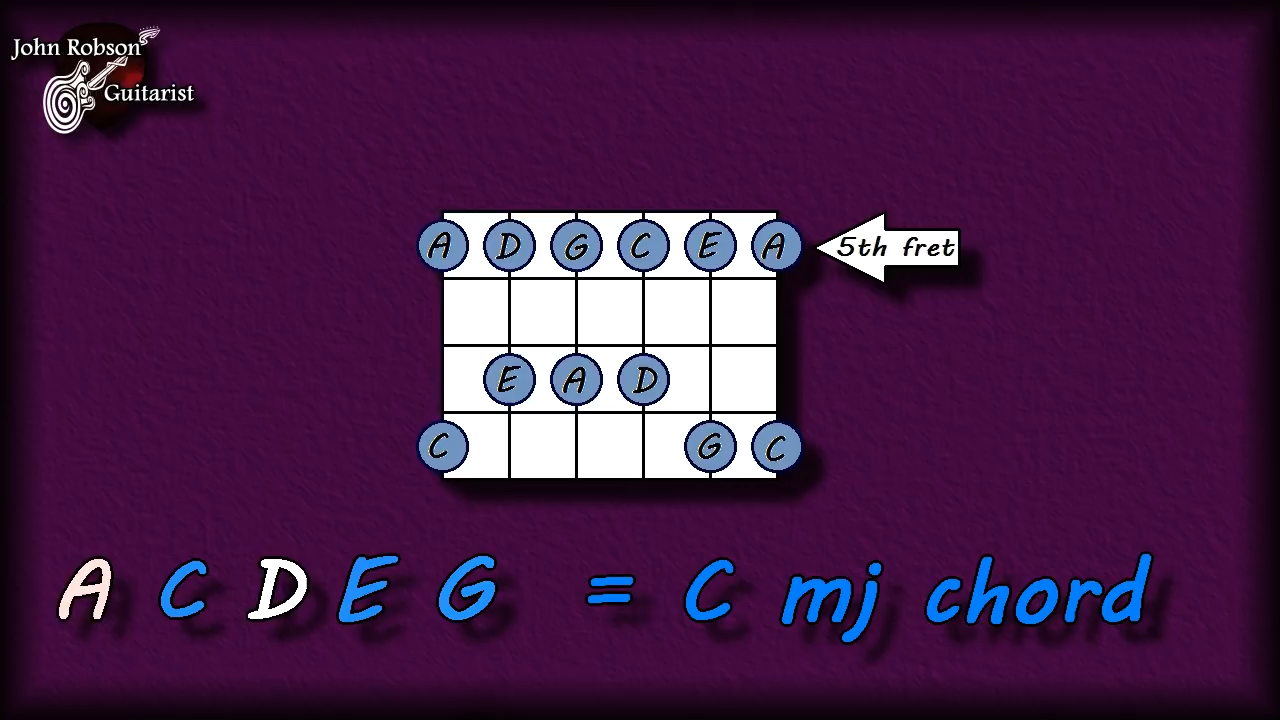 John Robson
Guitarist
A D G C E A
5th fret
E A D
C G C
A C D E G = C mj chord